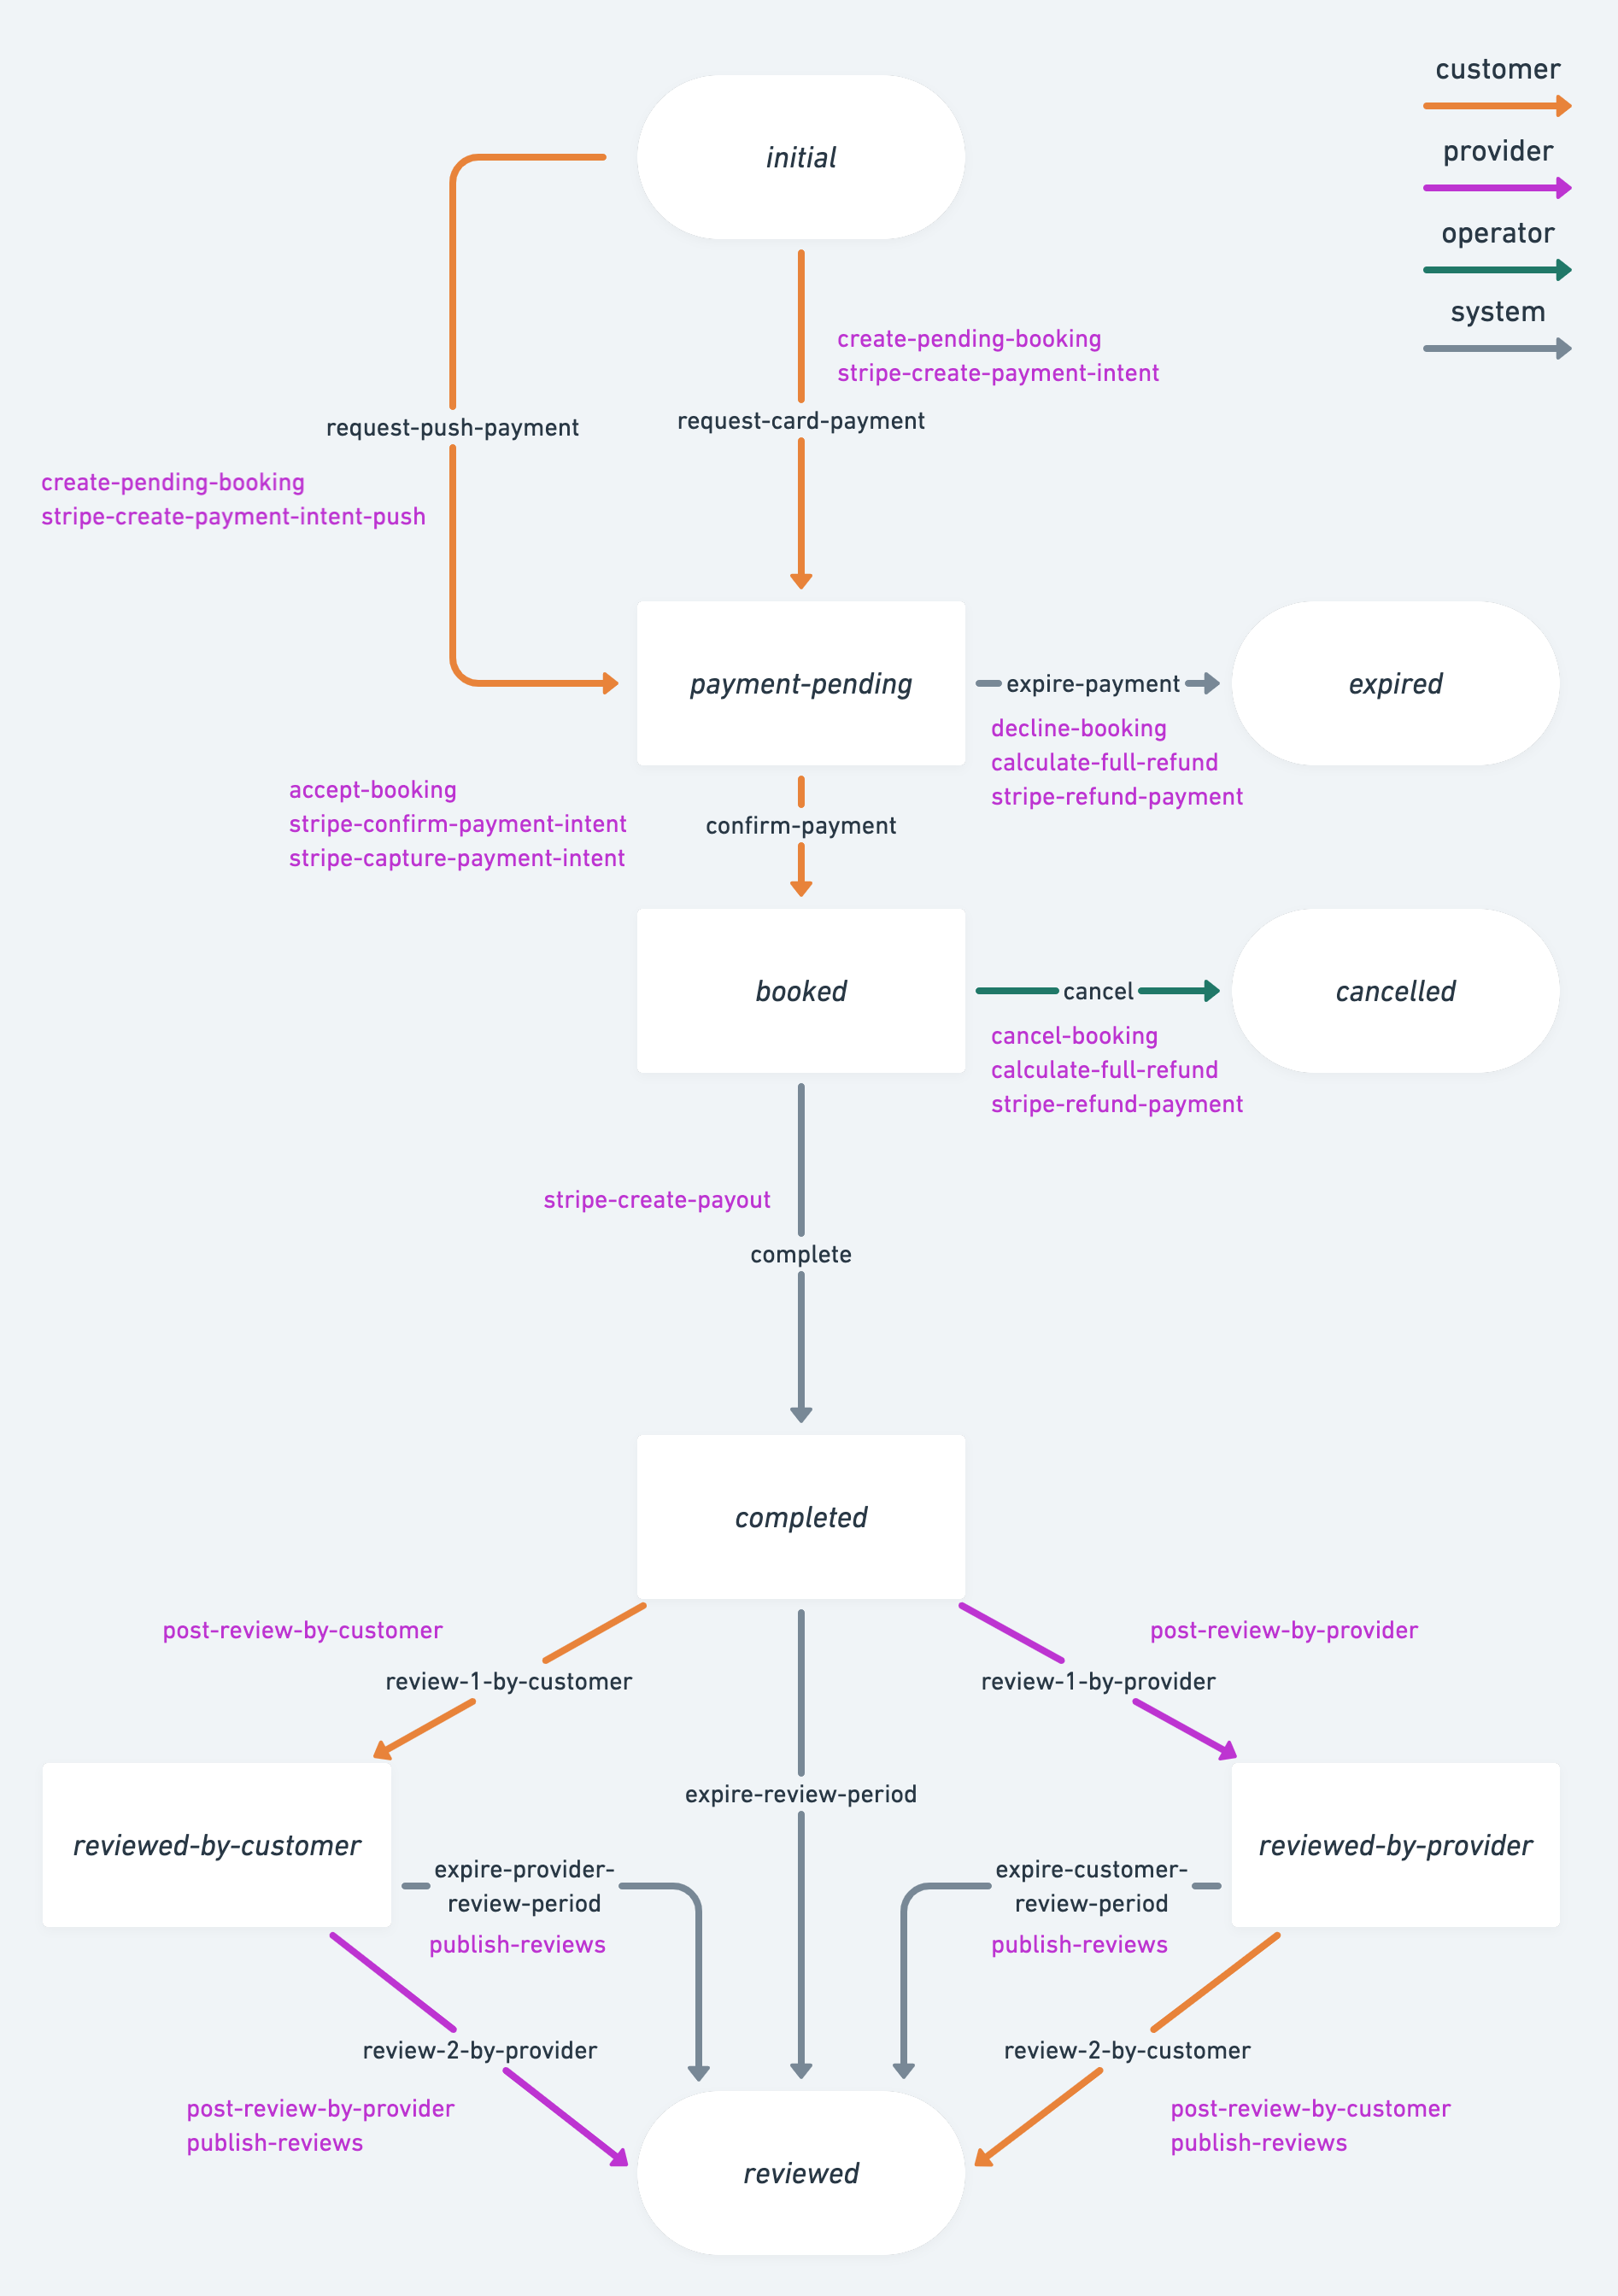 customer
provider
operator
system
initial
create-pending-booking
stripe-create-payment-intent
request-card-payment
request-push-payment
create-pending-booking
stripe-create-payment-intent-push
payment-pending
expire-payment
expired
decline-booking
calculate-full-refund
stripe-refund-payment
accept-booking
stripe-confirm-payment-intent
stripe-capture-payment-intent
confirm-payment
booked
cancel
cancelled
cancel-booking
calculate-full-refund
stripe-refund-payment
stripe-create-payout
complete
completed
post-review-by-customer
post-review-by-provider
review-1-by-customer
review-1-by-provider
expire-review-period
reviewed-by-customer
reviewed-by-provider
expire-provider-
review-period
publish-reviews
expire-customer-
review-period
publish-reviews
review-2-by-provider
review-2-by-customer
post-review-by-provider
publish-reviews
post-review-by-customer
publish-reviews
reviewed